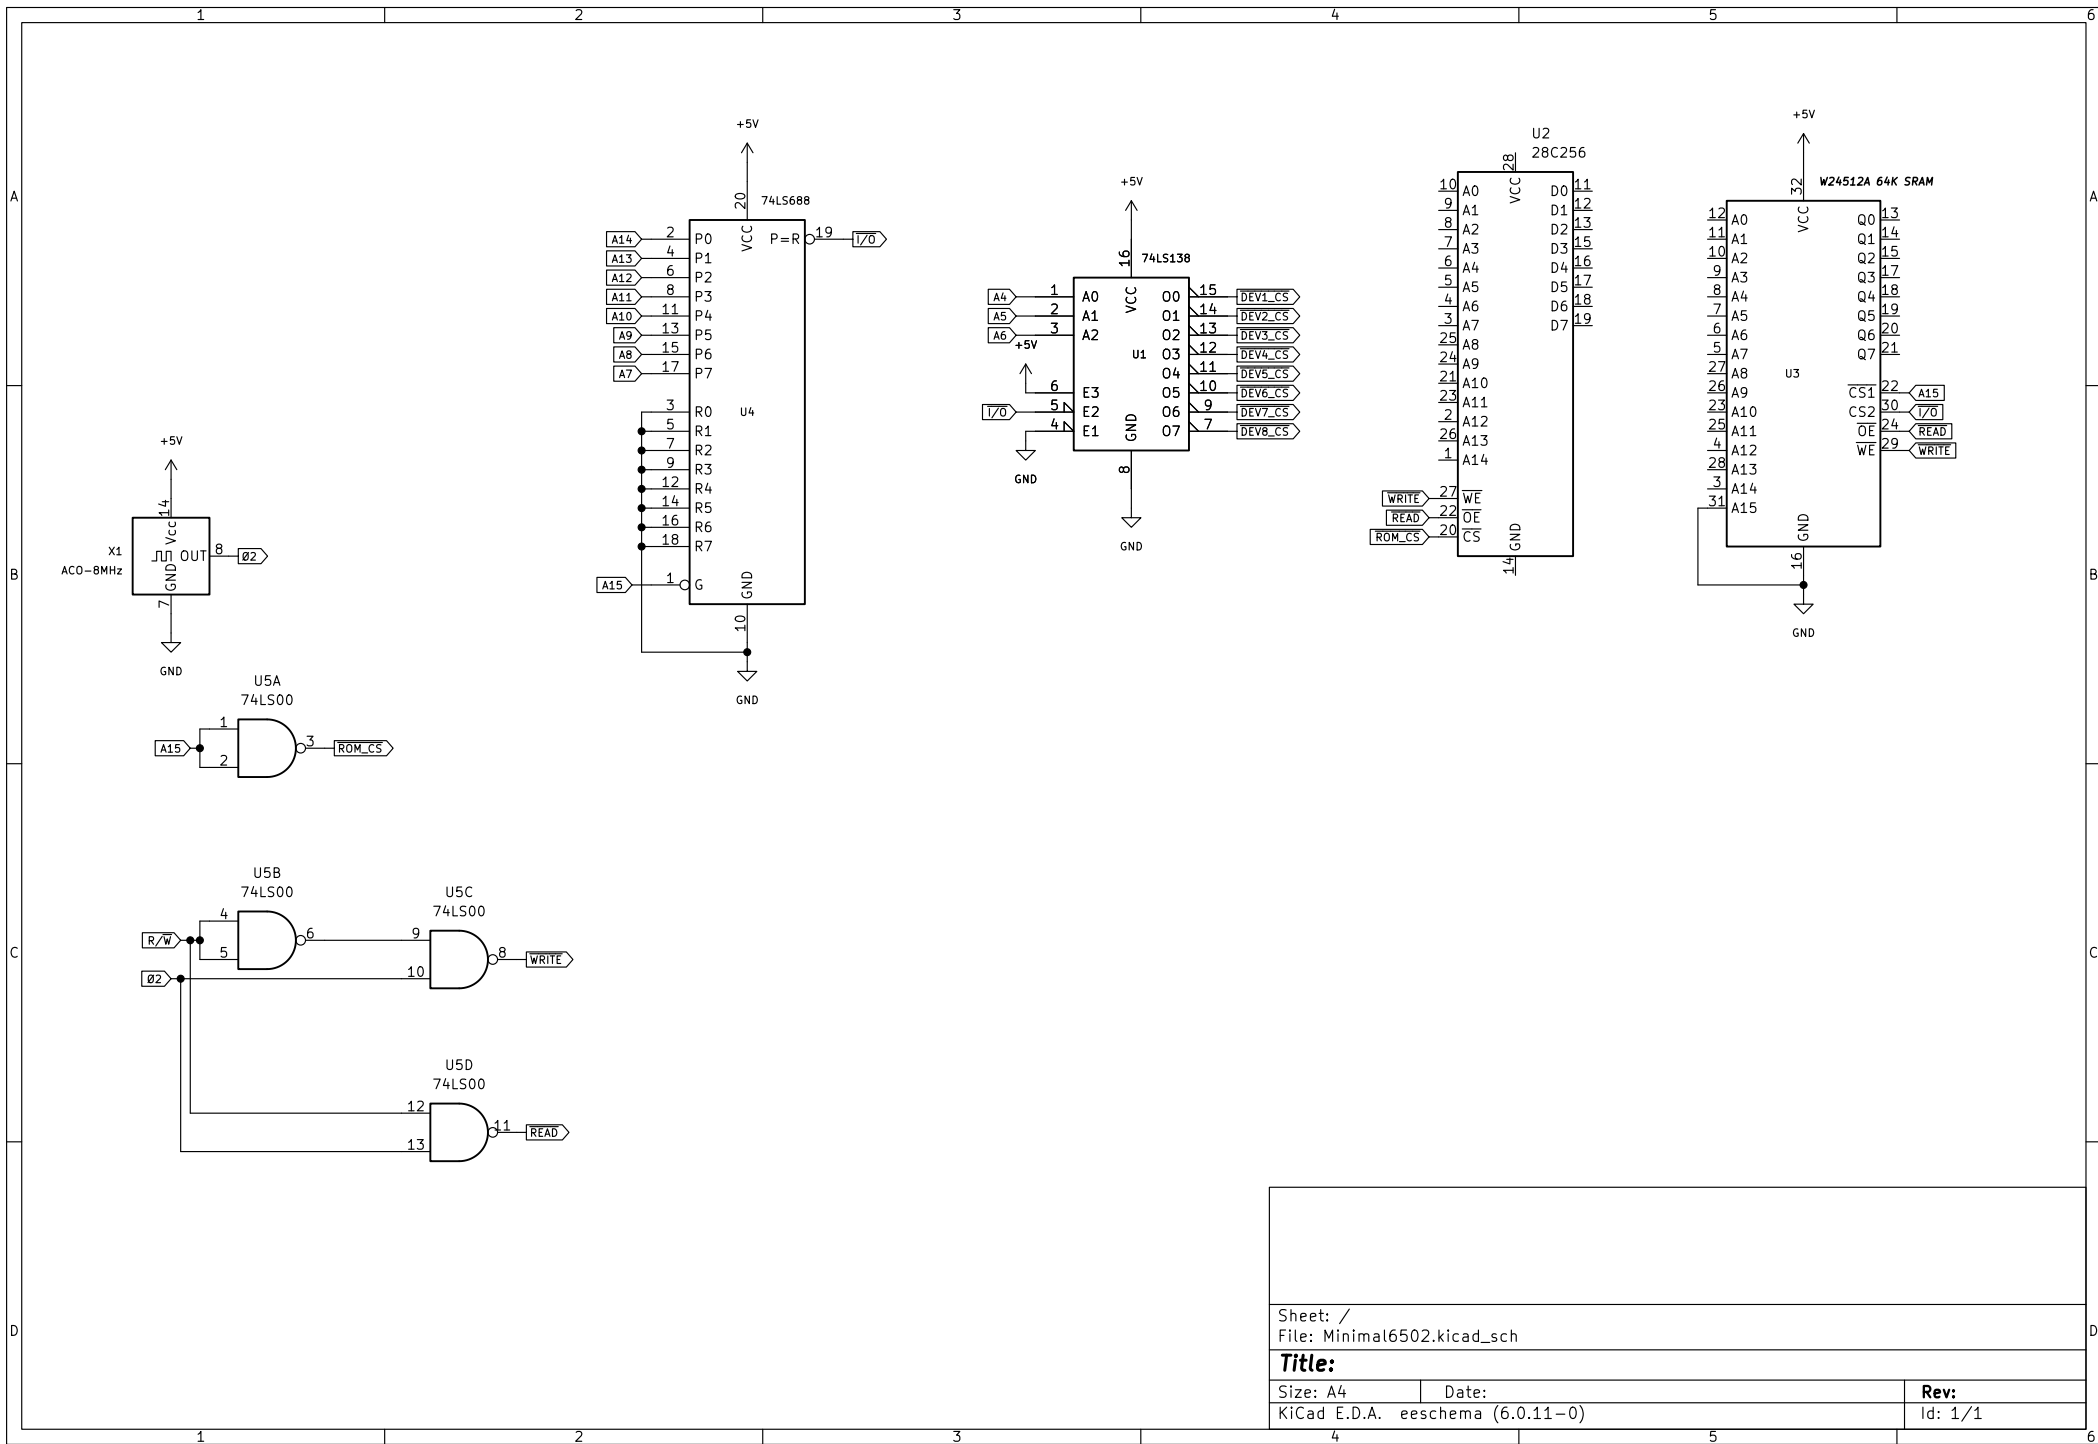 1 2 3 4 5 6
A
B
C
D
+5V
14
Vcc
X1
ACO-8MHz
OUT
8
Ø2
GND
7
GND
U5A
74LS00
A15
1
2
3
ROM_CS
U5B
74LS00
R/W
4
5
6
Ø2
U5C
74LS00
9
10
8
WRITE
U5D
74LS00
12
13
11
READ
+5V
20
74LS688
VCC
A14 2 P0
P=R 19 I/O
A13 4 P1
A12 6 P2
A11 8 P3
A10 11 P4
A9 13 P5
A8 15 P6
A7 17 P7
3 R0
U4
5 R1
7 R2
9 R3
12 R4
14 R5
16 R6
18 R7
A15 1 G
GND
10
GND
+5V
16
74LS138
VCC
A4 1 A0 O0 15 DEV1_CS
A5 2 A1 O1 14 DEV2_CS
A6 3 A2 O2 13 DEV3_CS
+5V
U1 O3 12 DEV4_CS
O4 11 DEV5_CS
6 E3 O5 10 DEV6_CS
I/O 5 E2 O6 9 DEV7_CS
4 E1 O7 7 DEV8_CS
GND
GND
8
GND
U2
28C256
28
VCC
10 A0 D0 11
9 A1 D1 12
8 A2 D2 13
7 A3 D3 15
6 A4 D4 16
5 A5 D5 17
4 A6 D6 18
3 A7 D7 19
25 A8
24 A9
21 A10
23 A11
2 A12
26 A13
1 A14
WRITE 27 WE
READ 22 OE
ROM_CS 20 CS
GND
14
+5V
32
W24512A 64K SRAM
VCC
12 A0 Q0 13
11 A1 Q1 14
10 A2 Q2 15
9 A3 Q3 17
8 A4 Q4 18
7 A5 Q5 19
6 A6 Q6 20
5 A7 Q7 21
27 A8
U3
26 A9 CS1 22 A15
23 A10 CS2 30 I/O
25 A11 OE 24 READ
4 A12 WE 29 WRITE
28 A13
3 A14
31 A15
GND
16
GND
Sheet: /
File: Minimal6502.kicad_sch
Title:
Size: A4 Date: Rev:
KiCad E.D.A. eeschema (6.0.11-0) Id: 1/1
A
B
C
D
1 2 3 4 5 6